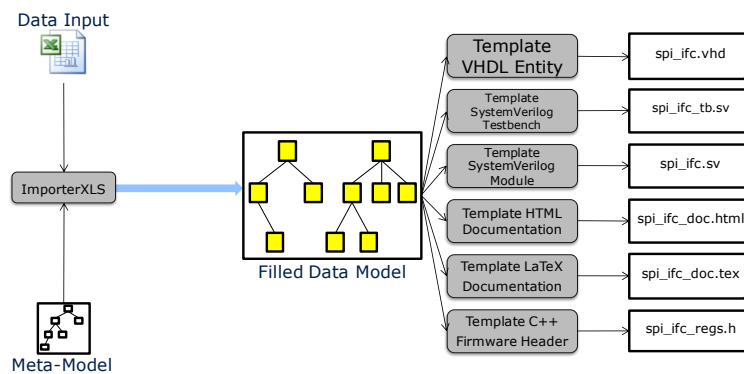 Data Input
ImporterXLS
Meta-Model
Filled Data Model
Template
VHDL Entity
spi_ifc.vhd
Template
SystemVerilog
Testbench
spi_ifc_tb.sv
Template
SystemVerilog
Module
spi_ifc.sv
Template HTML
Documentation
spi_ifc_doc.html
Template LaTeX
Documentation
spi_ifc_doc.tex
Template C++
Firmware Header
spi_ifc_regs.h